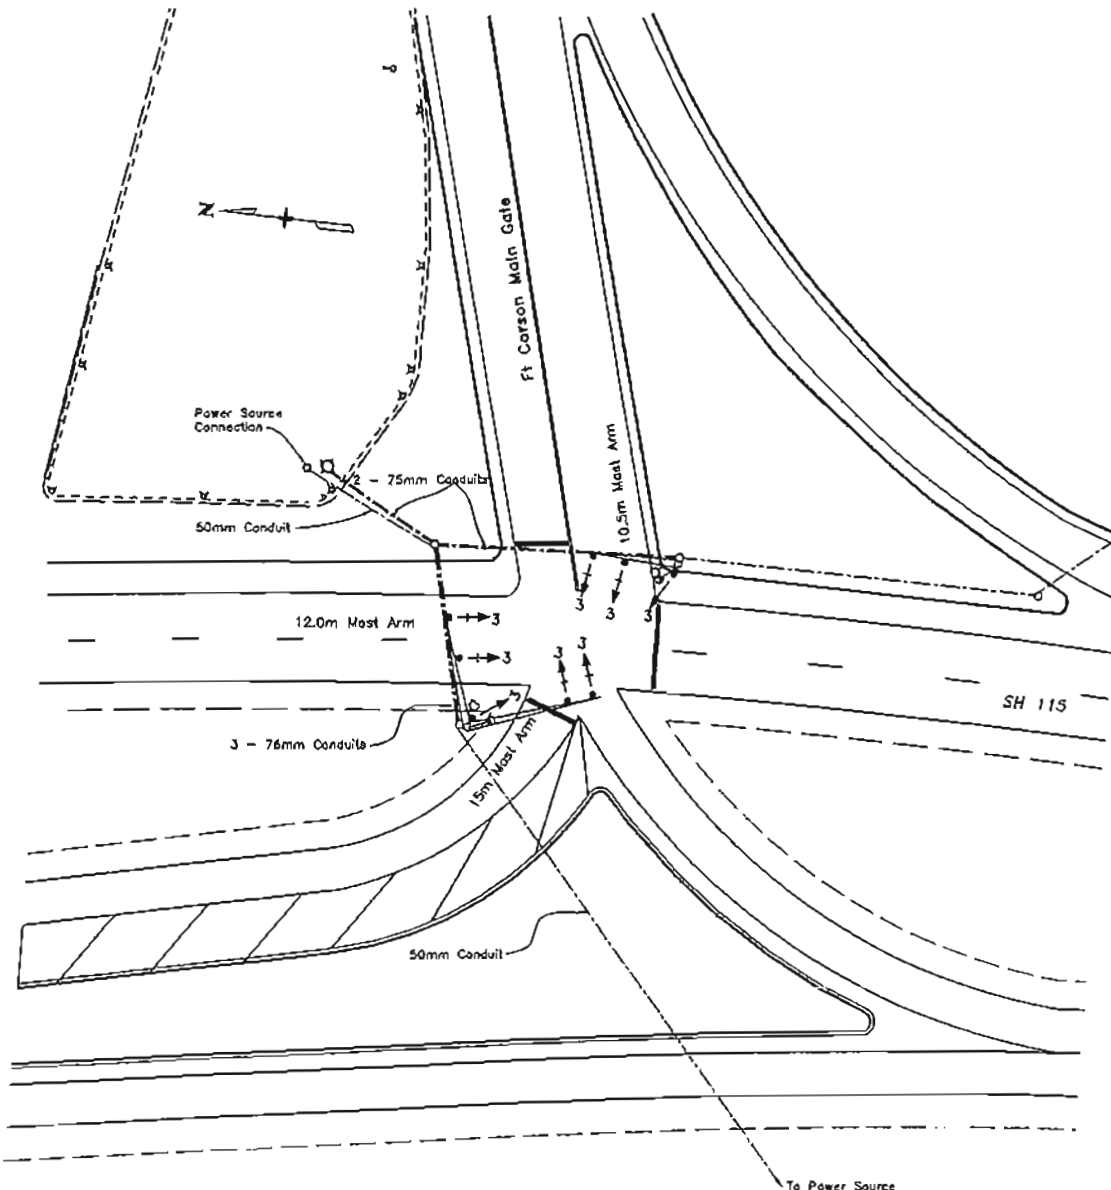 N
Ft Carson Main Gate
Power Source
Connection
2 - 75mm Conduits
50mm Conduit
10.5m Mast Arm
12.0m Mast Arm
3
3
3
3
3
3
3
3
SH 115
3 - 76mm Conduits
15m Mast Arm
50mm Conduit
To Power Source